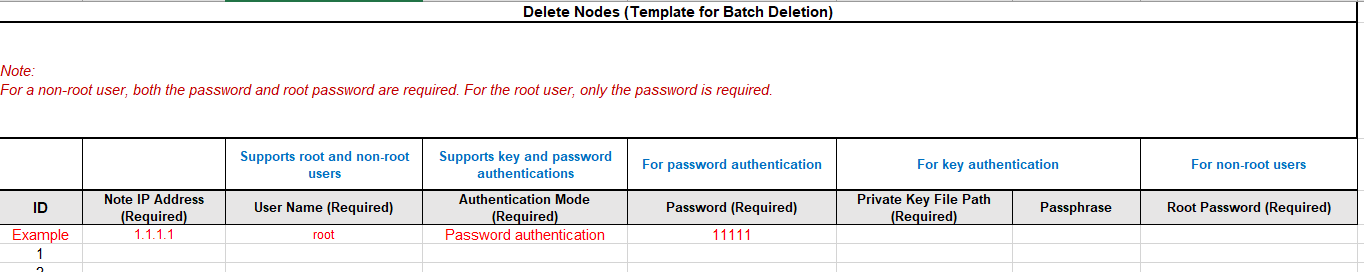 Delete Nodes (Template for Batch Deletion)
Note:
For a non-root user, both the password and root password are required. For the root user, only the password is required.
Supports root and non-root users
Supports key and password authentications
For password authentication
For key authentication
For non-root users
ID
Note IP Address (Required)
User Name (Required)
Authentication Mode (Required)
Password (Required)
Private Key File Path (Required)
Passphrase
Root Password (Required)
Example
1.1.1.1
root
Password authentication
11111
1